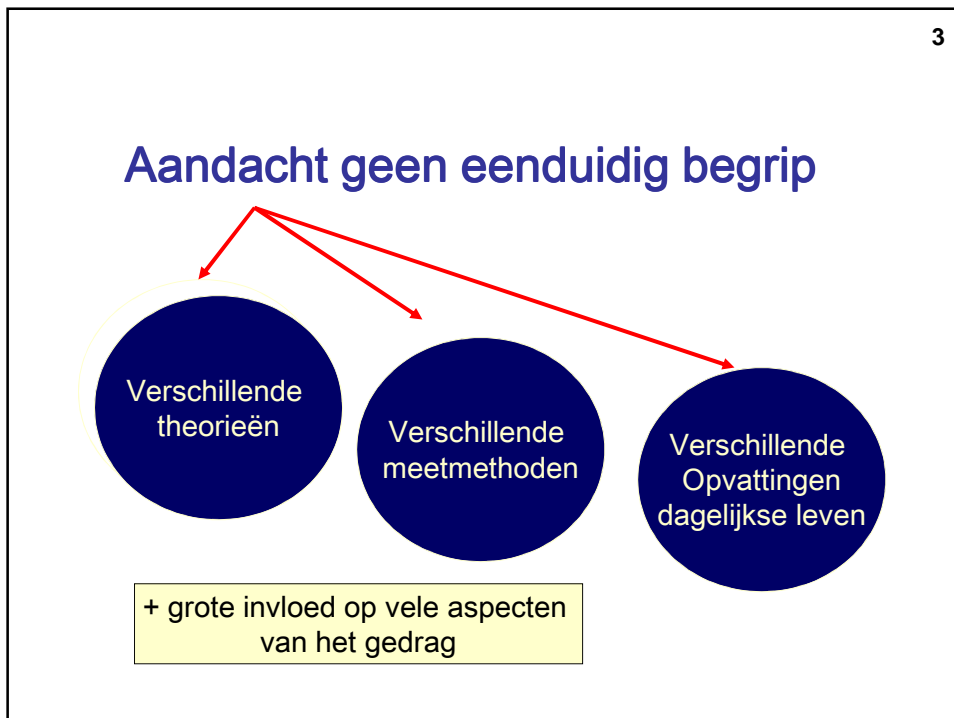 3
Aandacht geen eenduidig begrip
Verschillende
theorieën
Verschillende
meetmethoden
Verschillende
Opvattingen
dagelijkse leven
+ grote invloed op vele aspecten
van het gedrag